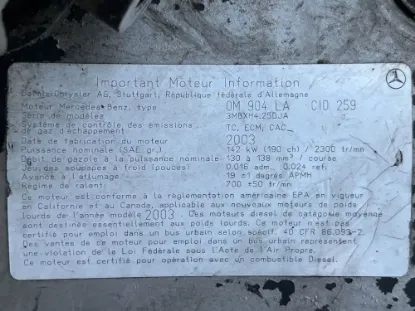 Important Moteur Information
DaimlerChrysler AG, Stuttgart, République fédérale d'Allemagne
Moteur Mercedes-Benz, type OM 904 LA CID 259
Série de modèles 3MBXH4.25DJA
Système de contrôle des émissions
de gaz d'échappement TC, ECM, CAC
Date de fabrication du moteur 2003
Puissance nominale (SAE gr.) 142 kW (190 ch) / 2300 tr/mn
Débit de gazole à la puissance nominale 130 à 138 mm³ / course
Jeu des soupapes à froid (pouces) 0.016 adm., 0.024 ref.
Avance à l'allumage 19 ±1 degrés APMH
Régime de ralenti 700 ±50 tr/mn
Ce moteur est conforme à la réglementation américaine EPA en vigueur
en Californie et au Canada, applicable aux nouveaux moteurs de poids
lourds de l'année modèle 2003 . Ces moteurs diesel de catégorie moyenne
sont destinée essentiellement aux poids lourds. Ce moteur n'est pas
certifié pour emploi dans un bus urbain selon spécif. 40 CFR 86.093-2.
Des ventes de ce moteur pour emploi dans un bus urbain représentent
une violation de la Loi Fédérale sous l'Acte de l'Air Propre.
Ce moteur est certifié pour opération avec un combustible Diesel.